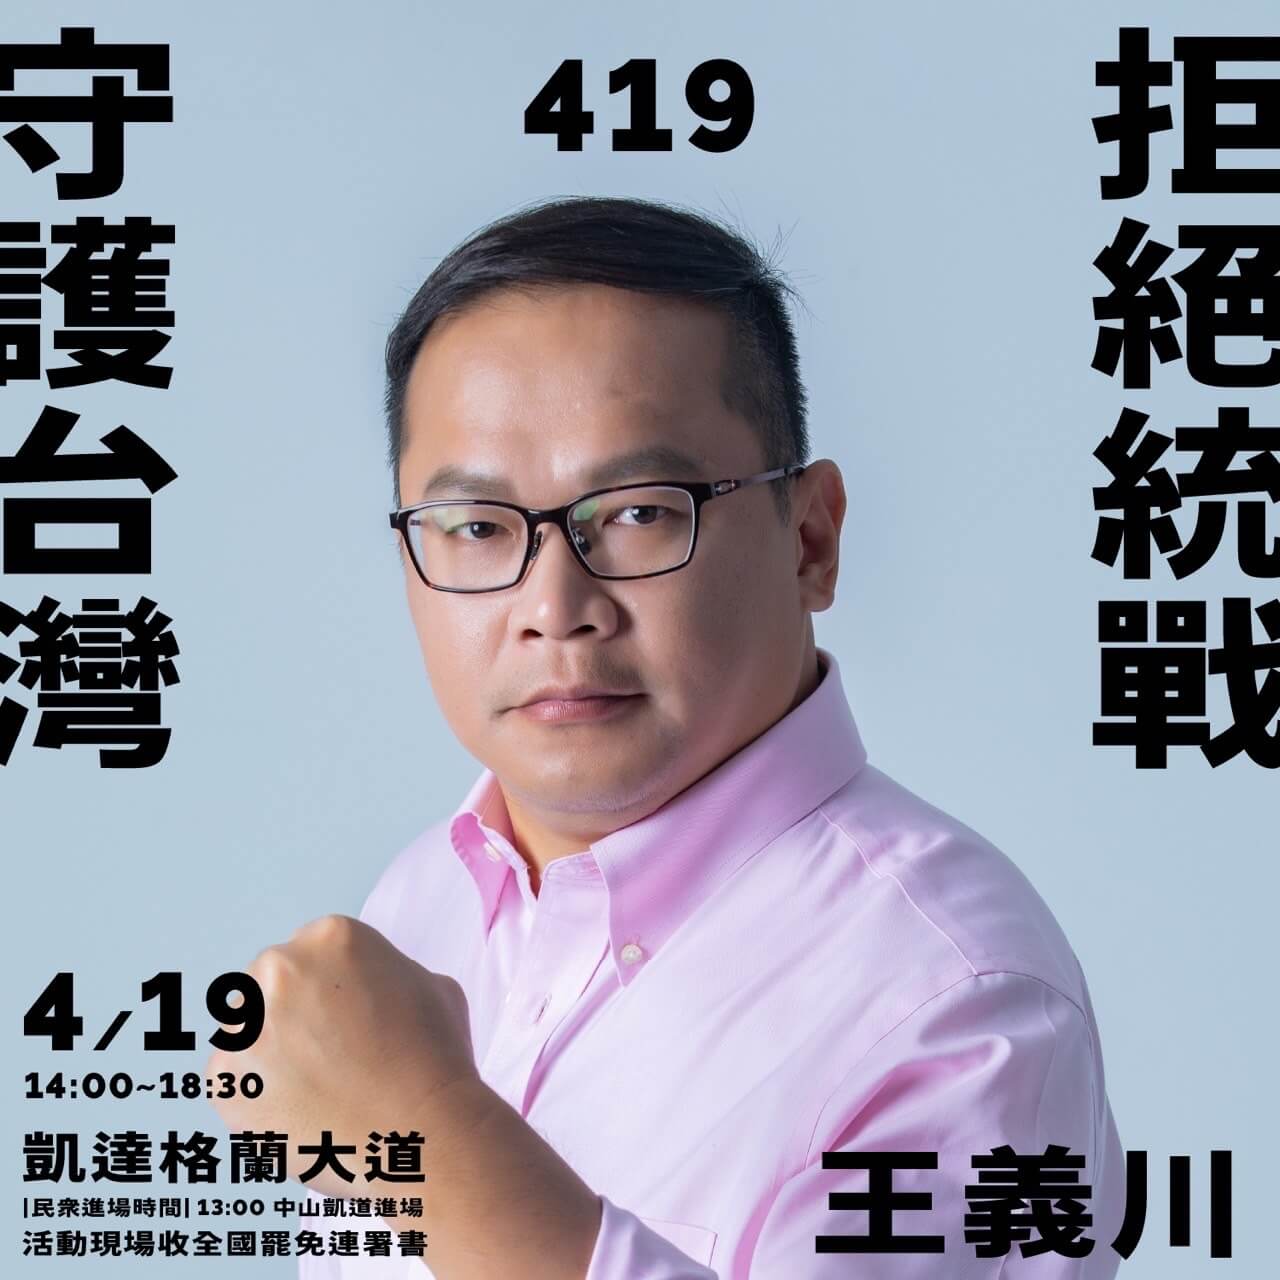 419
拒絕統戰
守護台灣
4/19
14:00~18:30
凱達格蘭大道
|民眾進場時間| 13:00 中山凱道進場
活動現場收全國罷免連署書
王義川